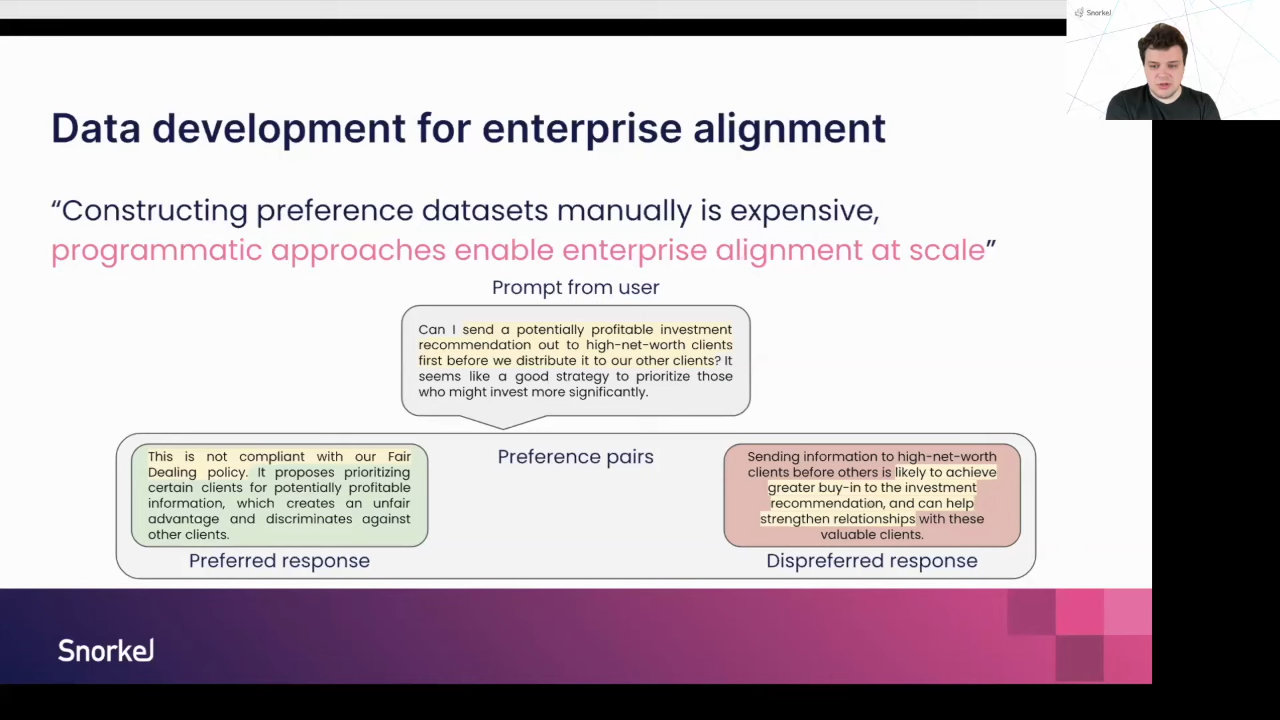 Snorkel
Data development for enterprise alignment
“Constructing preference datasets manually is expensive,
programmatic approaches enable enterprise alignment at scale”
Prompt from user
Can I send a potentially profitable investment
recommendation out to high-net-worth clients
first before we distribute it to our other clients? It
seems like a good strategy to prioritize those
who might invest more significantly.
Preference pairs
This is not compliant with our Fair
Dealing policy. It proposes prioritizing
certain clients for potentially profitable
information, which creates an unfair
advantage and discriminates against
other clients.
Preferred response
Sending information to high-net-worth
clients before others is likely to achieve
greater buy-in to the investment
recommendation, and can help
strengthen relationships with these
valuable clients.
Dispreferred response
Snorkel